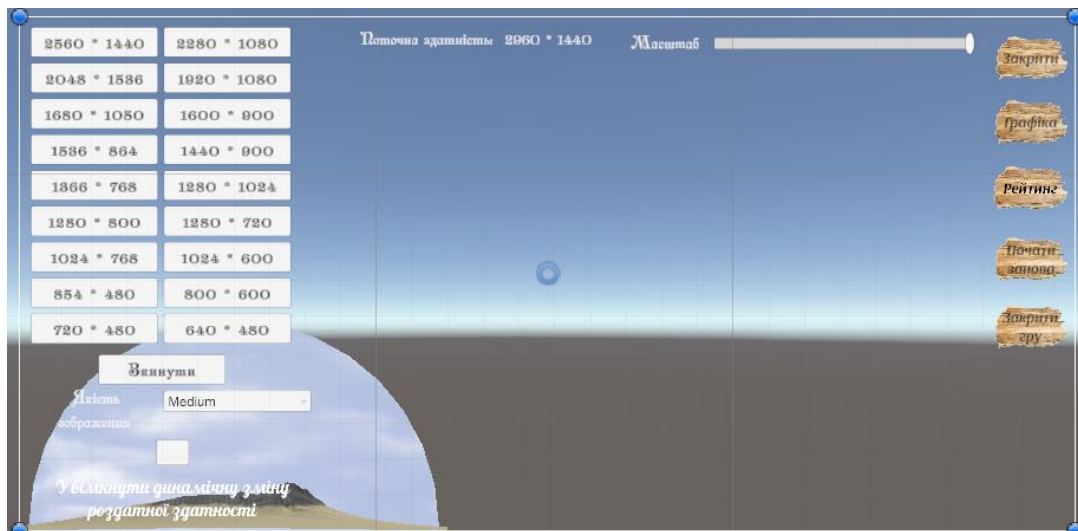 2560 * 1440 2280 * 1080
2048 * 1536 1920 * 1080
1680 * 1050 1600 * 900
1536 * 864 1440 * 900
1366 * 768 1280 * 1024
1280 * 800 1280 * 720
1024 * 768 1024 * 600
854 * 480 800 * 600
720 * 480 640 * 480
Зкинути
Якість
зображення
Medium
Увімкнути динамічну зміну
роздатної здатності
Поточна здатність 2960 * 1440
Масштаб
Закрити
Графіка
Рейтинг
Почати
занова
Закрити
гру